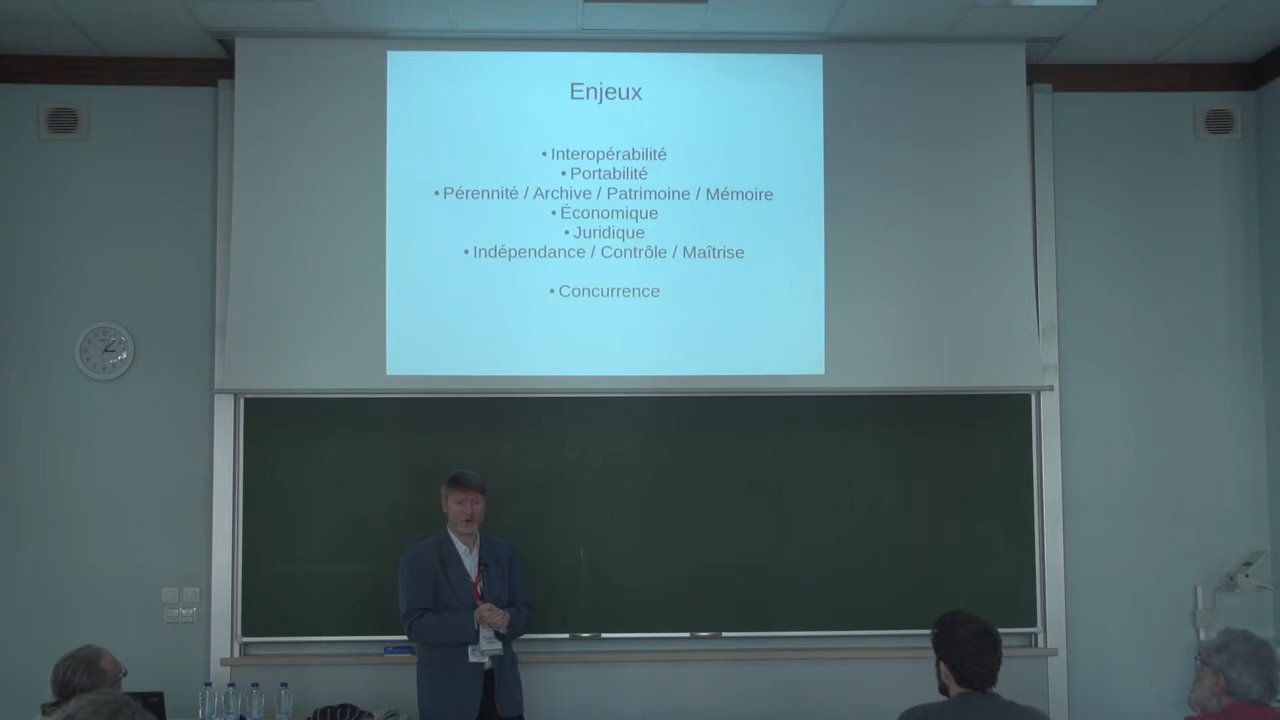 Enjeux
• Interopérabilité
• Portabilité
• Pérennité / Archive / Patrimoine / Mémoire
• Économique
• Juridique
• Indépendance / Contrôle / Maîtrise
• Concurrence